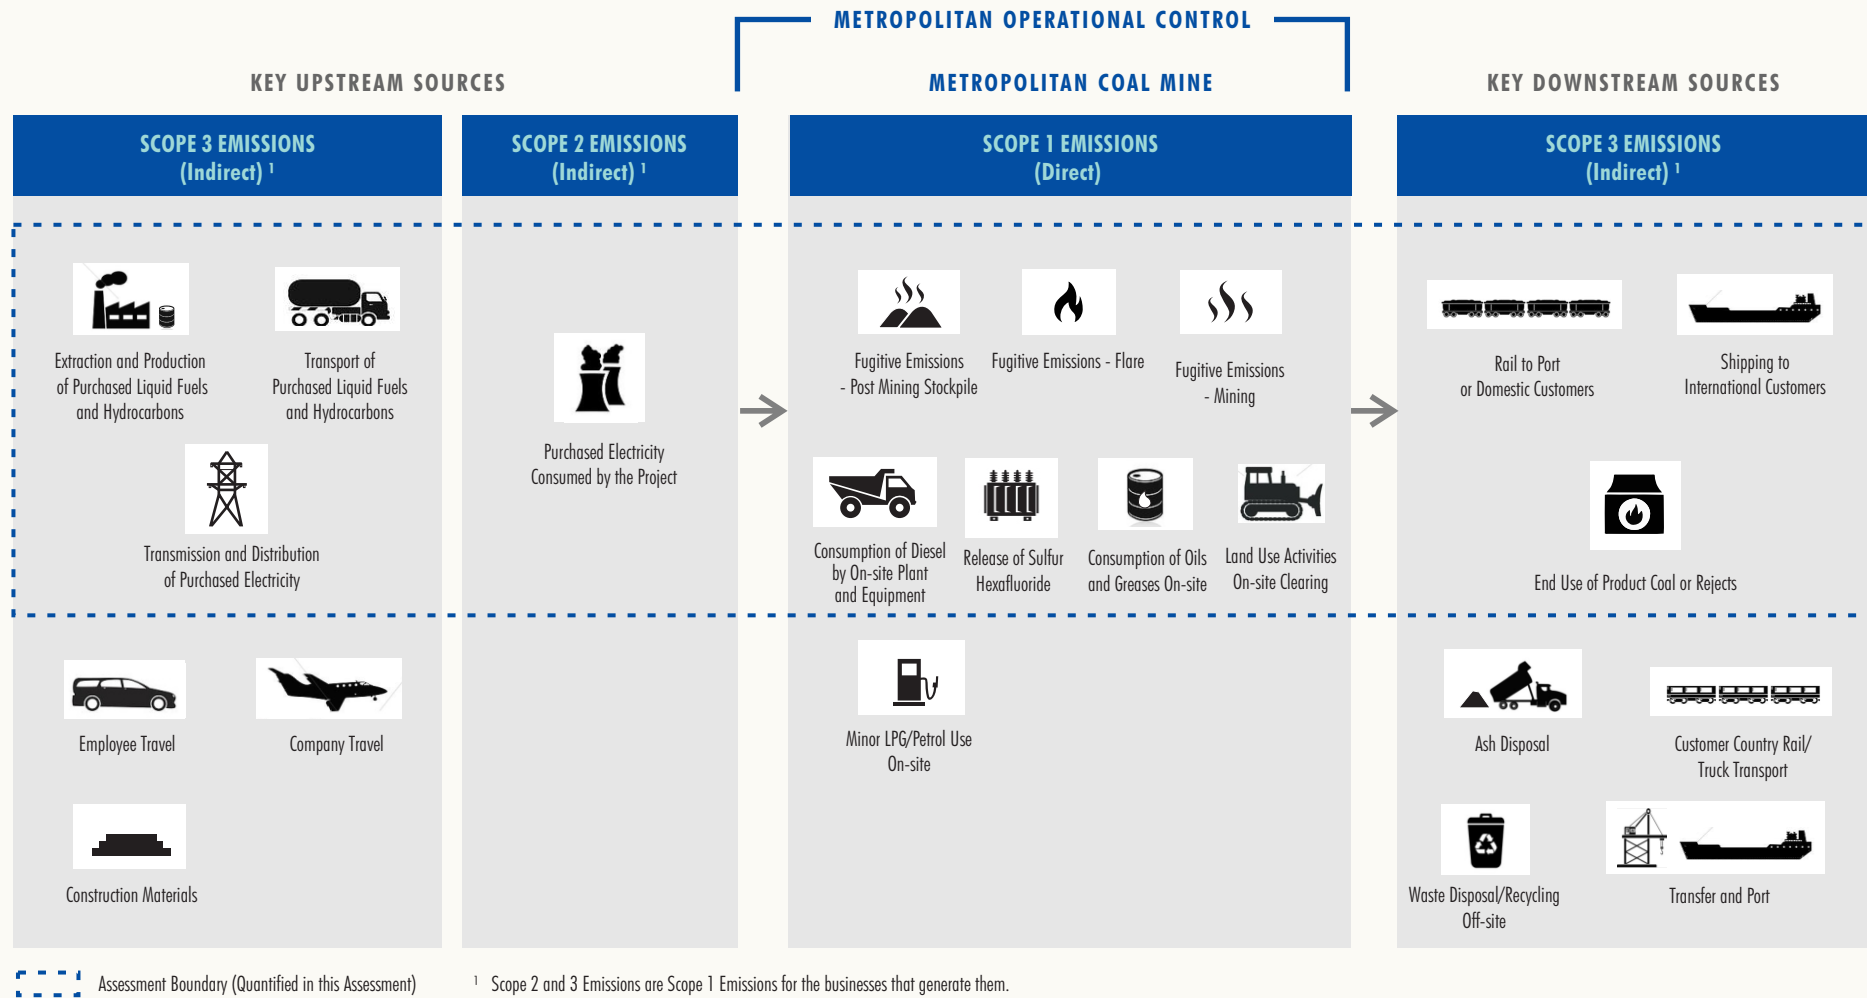 METROPOLITAN OPERATIONAL CONTROL
KEY UPSTREAM SOURCES
METROPOLITAN COAL MINE
KEY DOWNSTREAM SOURCES
SCOPE 3 EMISSIONS
(Indirect) ¹
SCOPE 2 EMISSIONS
(Indirect) ¹
SCOPE 1 EMISSIONS
(Direct)
SCOPE 3 EMISSIONS
(Indirect) ¹
Extraction and Production
of Purchased Liquid Fuels
and Hydrocarbons
Transport of
Purchased Liquid Fuels
and Hydrocarbons
Transmission and Distribution
of Purchased Electricity
Purchased Electricity
Consumed by the Project
Fugitive Emissions
- Post Mining Stockpile
Fugitive Emissions - Flare
Fugitive Emissions
- Mining
Consumption of Diesel
by On-site Plant
and Equipment
Release of Sulfur
Hexafluoride
Consumption of Oils
and Greases On-site
Land Use Activities
On-site Clearing
Rail to Port
or Domestic Customers
Shipping to
International Customers
End Use of Product Coal or Rejects
Employee Travel
Company Travel
Construction Materials
Minor LPG/Petrol Use
On-site
Ash Disposal
Customer Country Rail/
Truck Transport
Waste Disposal/Recycling
Off-site
Transfer and Port
Assessment Boundary (Quantified in this Assessment)
¹ Scope 2 and 3 Emissions are Scope 1 Emissions for the businesses that generate them.